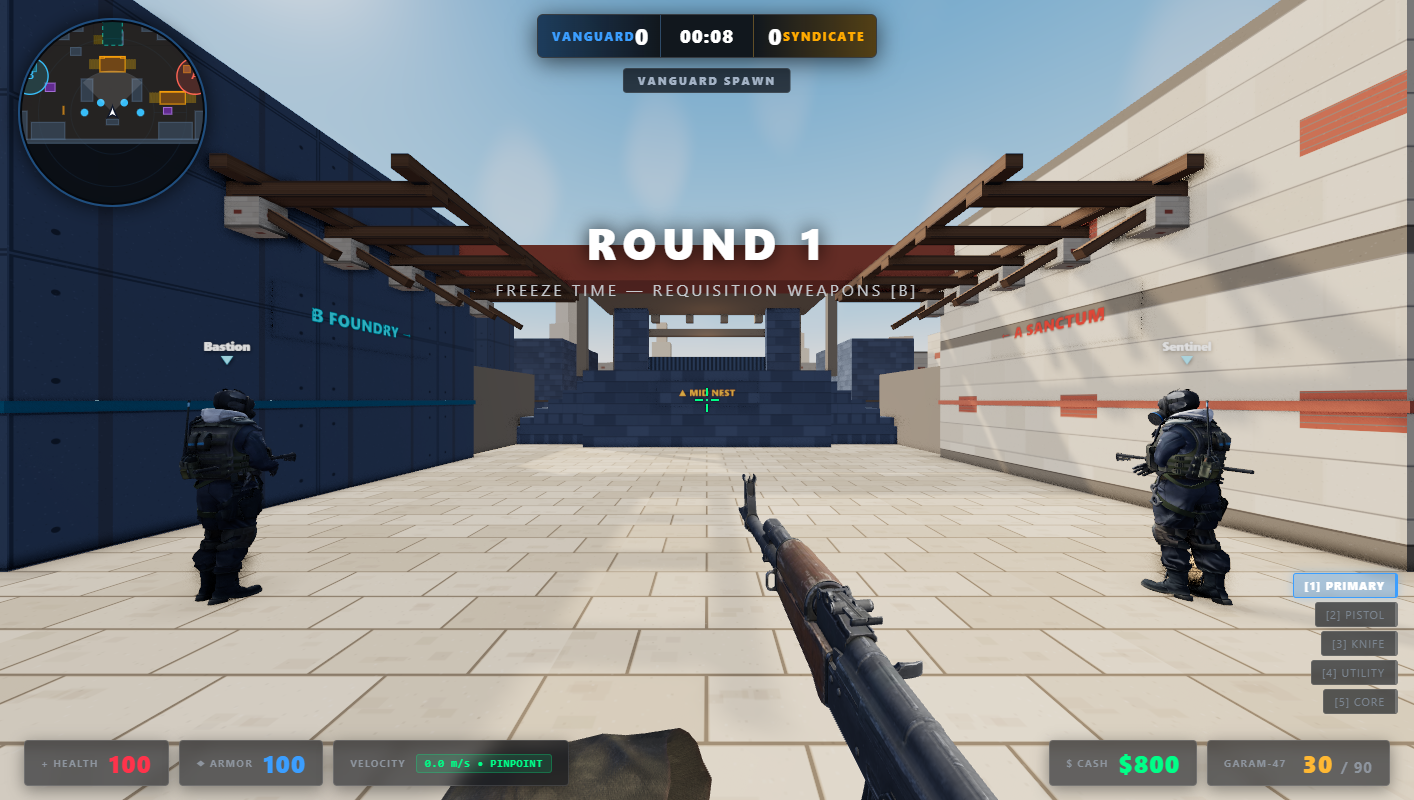 VANGUARD 0 00:08 0 SYNDICATE
VANGUARD SPAWN
B
A
ROUND 1
FREEZE TIME — REQUISITION WEAPONS [B]
B FOUNDRY →
← A SANCTUM
Bastion
Sentinel
▲ MID NEST
[1] PRIMARY
[2] PISTOL
[3] KNIFE
[4] UTILITY
[5] CORE
+ HEALTH 100
ARMOR 100
VELOCITY 0.0 m/s • PINPOINT
$ CASH $800
GARAM-47 30 / 90